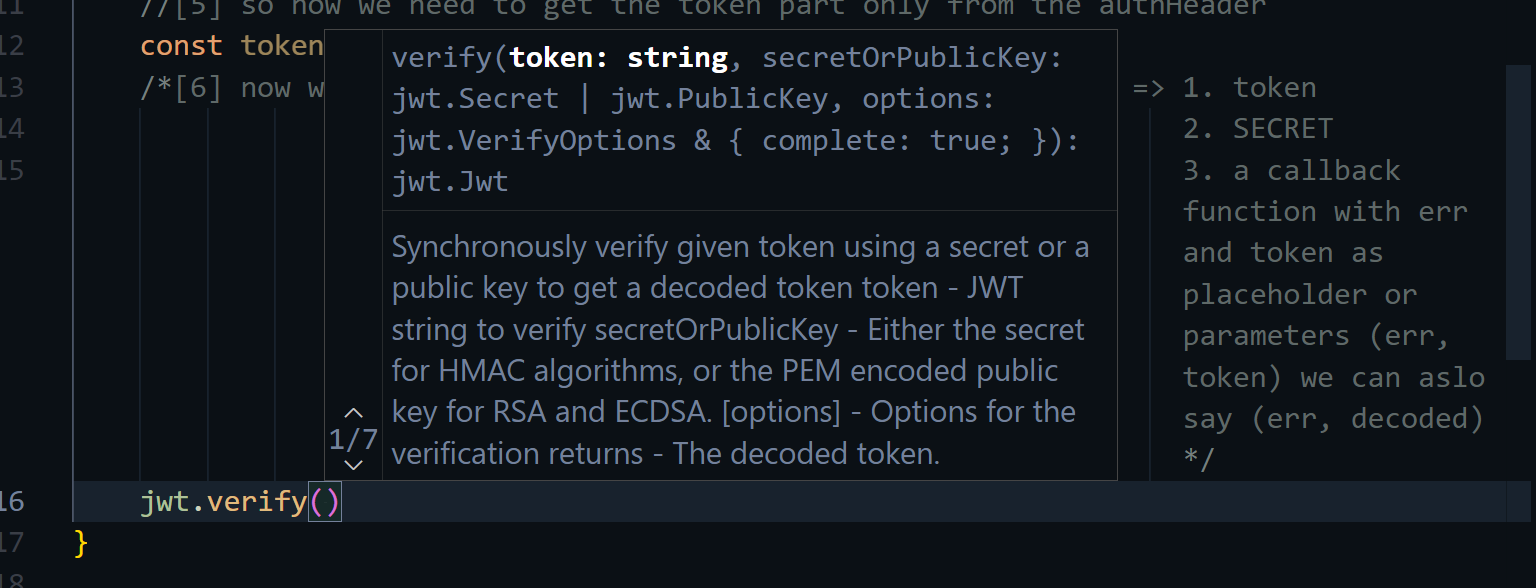 11 //[5] so now we need to get the token part only from the authHeader
12 const token
13 /*[6] now w
14
15
verify(token: string, secretOrPublicKey:
jwt.Secret | jwt.PublicKey, options:
jwt.VerifyOptions & { complete: true; }):
jwt.Jwt
Synchronously verify given token using a secret or a
public key to get a decoded token token - JWT
string to verify secretOrPublicKey - Either the secret
for HMAC algorithms, or the PEM encoded public
key for RSA and ECDSA. [options] - Options for the
verification returns - The decoded token.
1/7
=> 1. token
2. SECRET
3. a callback
function with err
and token as
placeholder or
parameters (err,
token) we can aslo
say (err, decoded)
*/
16 jwt.verify()
17 }
18